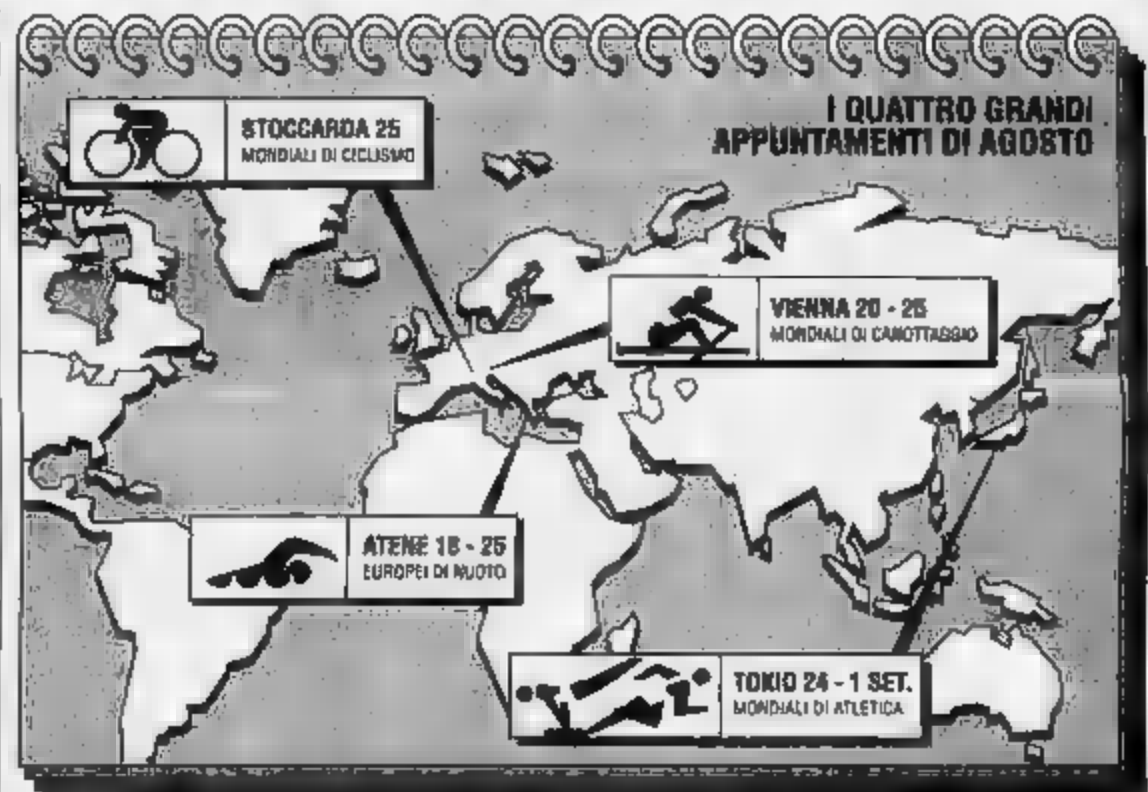 I QUATTRO GRANDI
APPUNTAMENTI DI AGOSTO
STOCCARDA 25
MONDIALI DI CICLISMO
VIENNA 20 - 25
MONDIALI DI CANOTTAGGIO
ATENE 18 - 25
EUROPEI DI NUOTO
TOKIO 24 - 1 SET.
MONDIALI DI ATLETICA